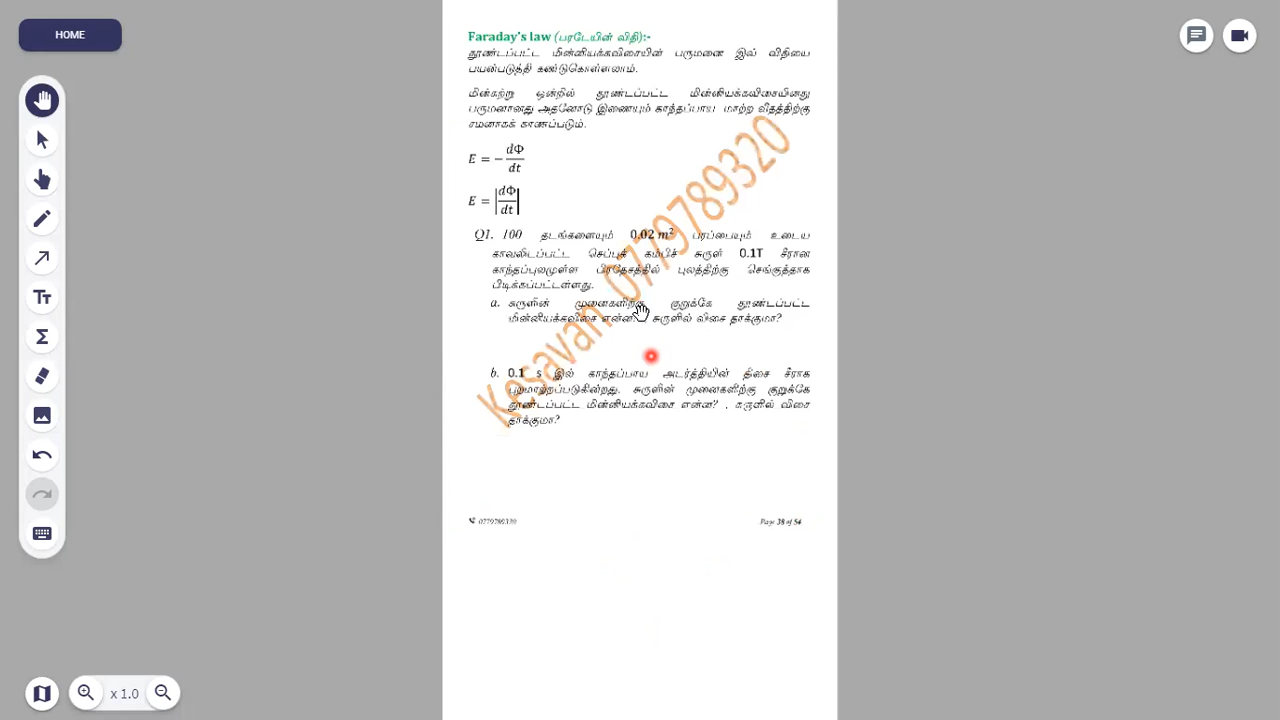 HOME
Faraday's law (பரடேயின் விதி):-
தூண்டப்பட்ட மின்னியக்கவிசையின் பருமனை இவ் விதியை
பயன்படுத்தி கண்டுகொள்ளலாம்.
மின்சுற்று ஒன்றில் தூண்டப்பட்ட மின்னியக்கவிசையினது
பருமனானது அதனோடு இணையும் காந்தப்பாய மாற்ற வீதத்திற்கு
சமனாகக் காணப்படும்.
E = − dΦ/dt
E = |dΦ/dt|
Q1. 100 தடங்களையும் 0.02 m² பரப்பையும் உடைய
காவலிடப்பட்ட செப்புக் கம்பிச் சுருள் 0.1T சீரான
காந்தப்புலமுள்ள பிரதேசத்தில் புலத்திற்கு செங்குத்தாக
பிடிக்கப்பட்டள்ளது.
a. சுருளின் முனைகளிற்கு குறுக்கே தூண்டப்பட்ட
மின்னியக்கவிசை என்ன சுருளில் விசை தாக்குமா?
b. 0.1 s இல் காந்தப்பாய அடர்த்தியின் திசை சீராக
புறமாற்றப்படுகின்றது. சுருளின் முனைகளிற்கு குறுக்கே
தூண்டப்பட்ட மின்னியக்கவிசை என்ன? , சுருளில் விசை
தாக்குமா?
Kesavan 0779789320
0779789320 Page 38 of 54
x 1.0